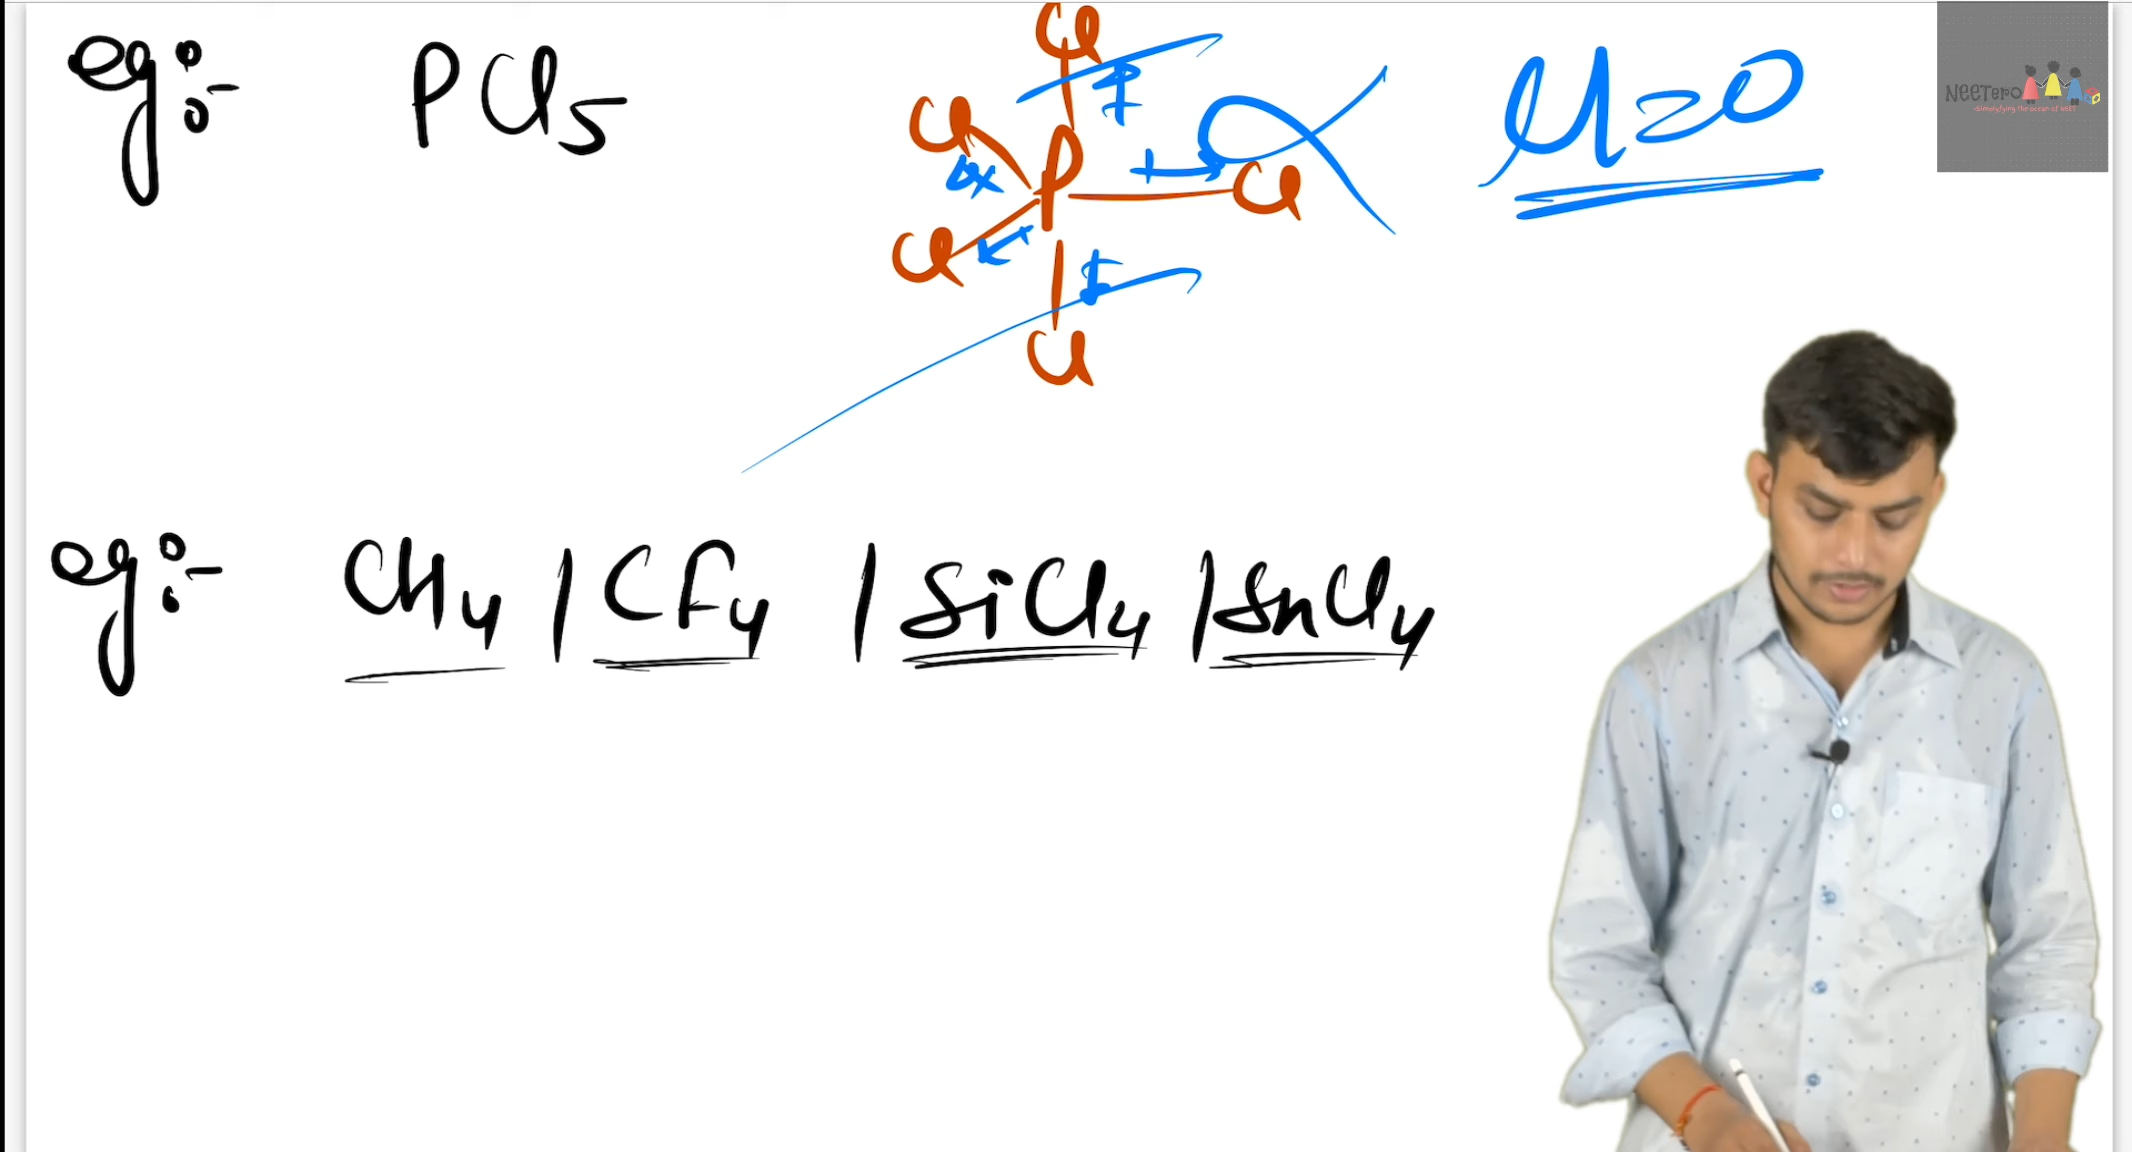 eg:- PCl5
Cl
Cl
P
Cl
Cl
Cl
μ=0
NEETero
eg:- CH4 / CF4 / SiCl4 / SnCl4